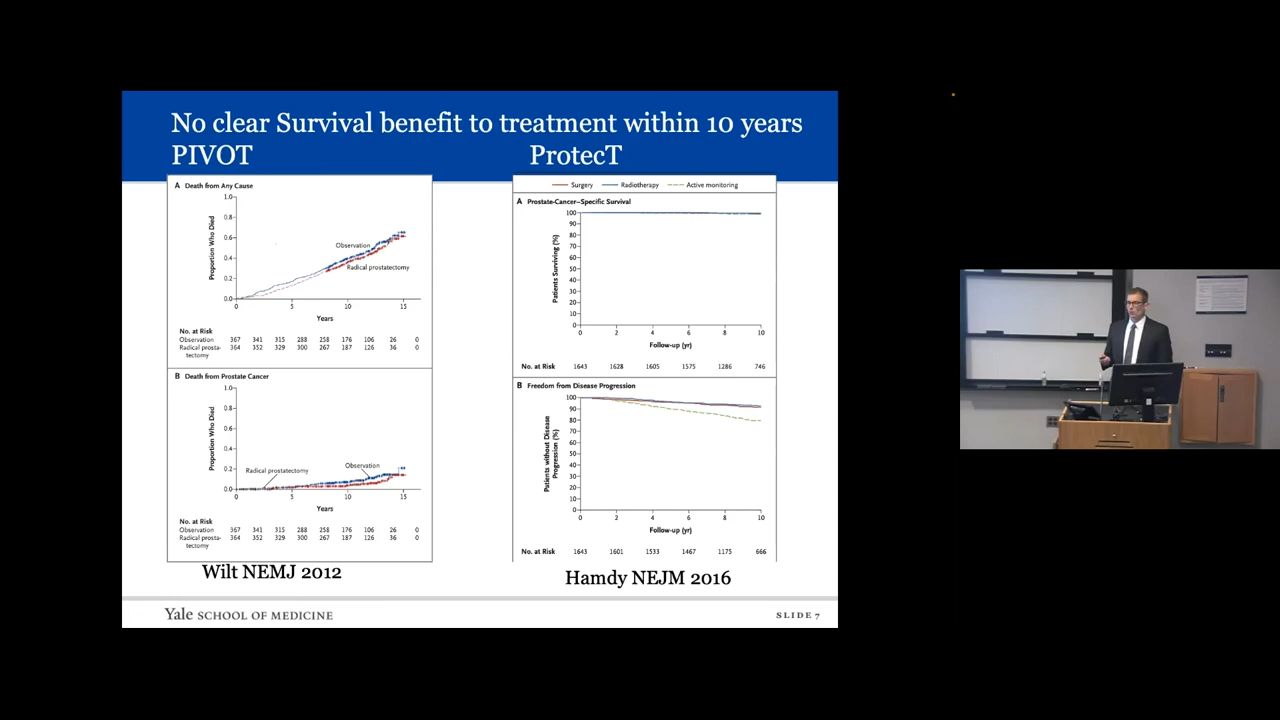 No clear Survival benefit to treatment within 10 years
PIVOT
ProtecT
A Death from Any Cause
1.0
0.8
0.6
0.4
0.2
0.0
Proportion Who Died
Observation
Radical prostatectomy
0 5 10 15
Years
No. at Risk
Observation 367 341 315 288 258 176 106 26 0
Radical prosta- 364 352 329 300 267 187 126 36 0
tectomy
B Death from Prostate Cancer
1.0
0.8
0.6
0.4
0.2
0.0
Proportion Who Died
Radical prostatectomy
Observation
0 5 10 15
Years
No. at Risk
Observation 367 341 315 288 258 176 106 26 0
Radical prosta- 364 352 329 300 267 187 126 36 0
tectomy
Wilt NEMJ 2012
Surgery Radiotherapy Active monitoring
A Prostate-Cancer–Specific Survival
100
90
80
70
60
50
40
30
20
10
0
Patients Surviving (%)
0 2 4 6 8 10
Follow-up (yr)
No. at Risk 1643 1628 1605 1575 1286 746
B Freedom from Disease Progression
100
90
80
70
60
50
40
30
20
10
0
Patients without Disease
Progression (%)
0 2 4 6 8 10
Follow-up (yr)
No. at Risk 1643 1601 1533 1467 1175 666
Hamdy NEJM 2016
Yale SCHOOL OF MEDICINE
SLIDE 7